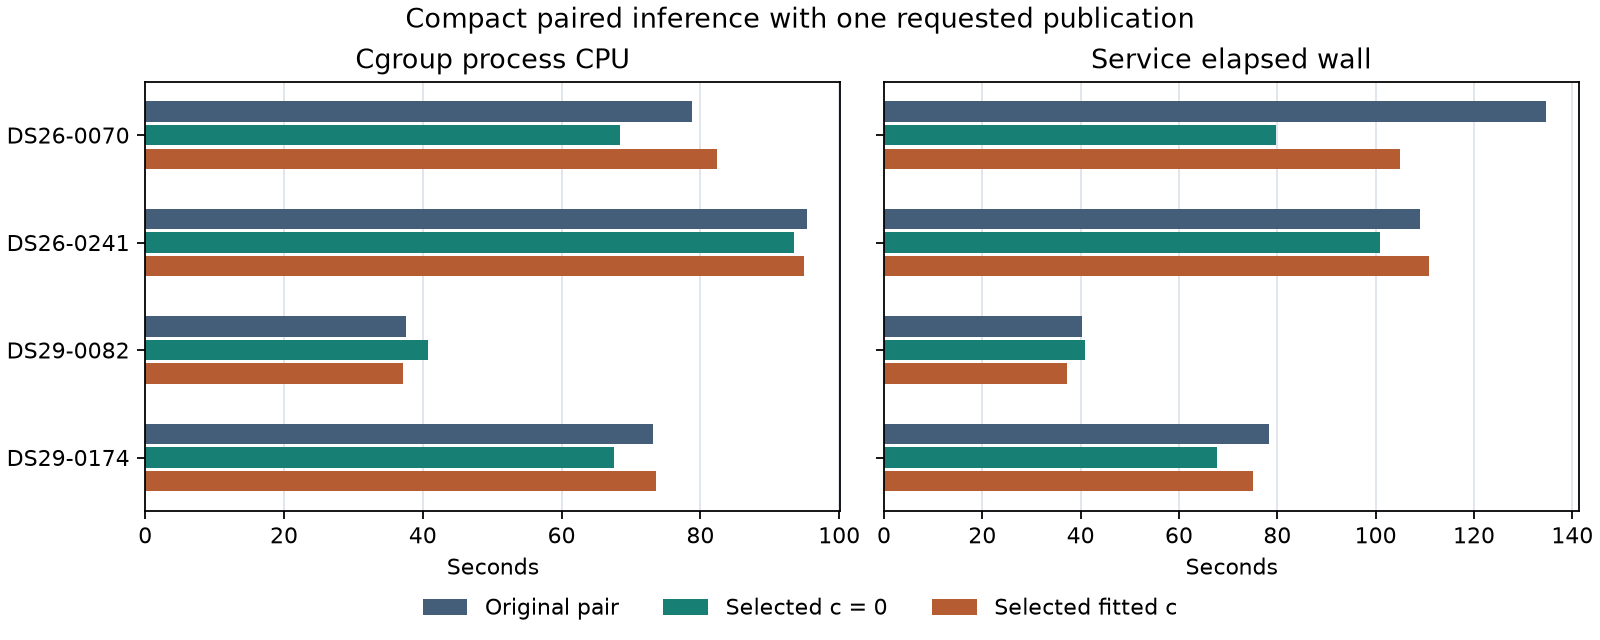 Compact paired inference with one requested publication
Cgroup process CPU
Service elapsed wall
DS26-0070
DS26-0241
DS29-0082
DS29-0174
0 20 40 60 80 100
0 20 40 60 80 100 120 140
Seconds
Seconds
Original pair
Selected c = 0
Selected fitted c